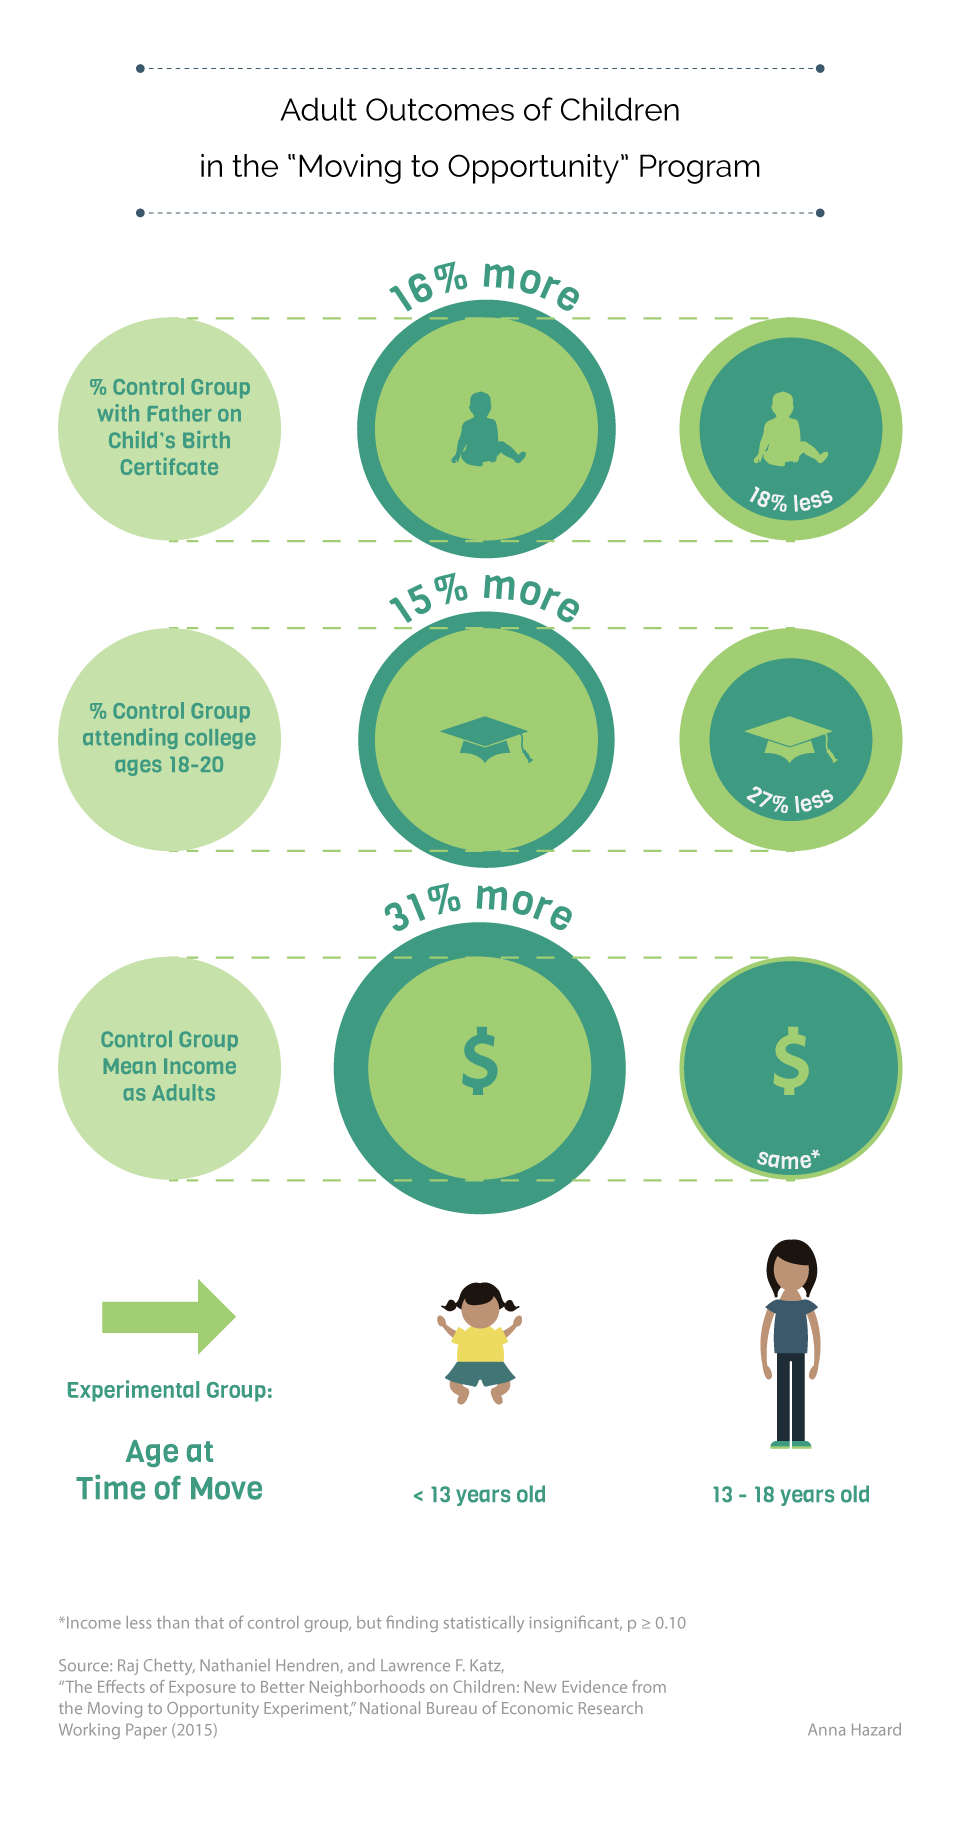 Adult Outcomes of Children
in the "Moving to Opportunity" Program
16% more
% Control Group
with Father on
Child's Birth
Certifcate
18% less
15% more
% Control Group
attending college
ages 18-20
27% less
31% more
Control Group
Mean Income
as Adults
$
$
same*
Experimental Group:
Age at
Time of Move
< 13 years old
13 - 18 years old
*Income less than that of control group, but finding statistically insignificant, p ≥ 0.10
Source: Raj Chetty, Nathaniel Hendren, and Lawrence F. Katz,
"The Effects of Exposure to Better Neighborhoods on Children: New Evidence from
the Moving to Opportunity Experiment," National Bureau of Economic Research
Working Paper (2015)
Anna Hazard